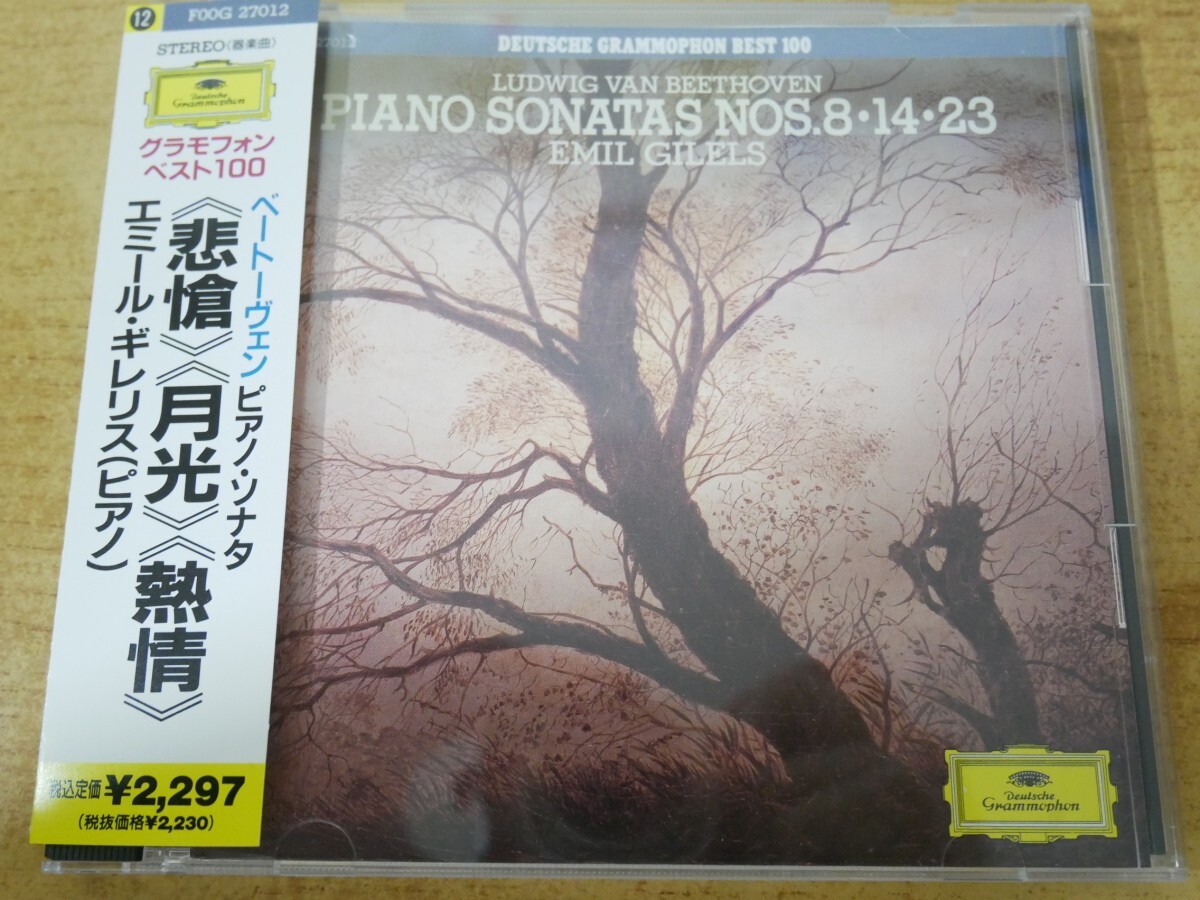 12
F00G 27012
STEREO〈器楽曲〉
Deutsche
Grammophon
グラモフォン
ベスト100
ベートーヴェン ピアノ・ソナタ
《悲愴》《月光》《熱情》
エミール・ギレリス(ピアノ)
税込定価¥2,297
(税抜価格¥2,230)
27012
DEUTSCHE GRAMMOPHON BEST 100
LUDWIG VAN BEETHOVEN
PIANO SONATAS NOS.8・14・23
EMIL GILELS
Deutsche
Grammophon